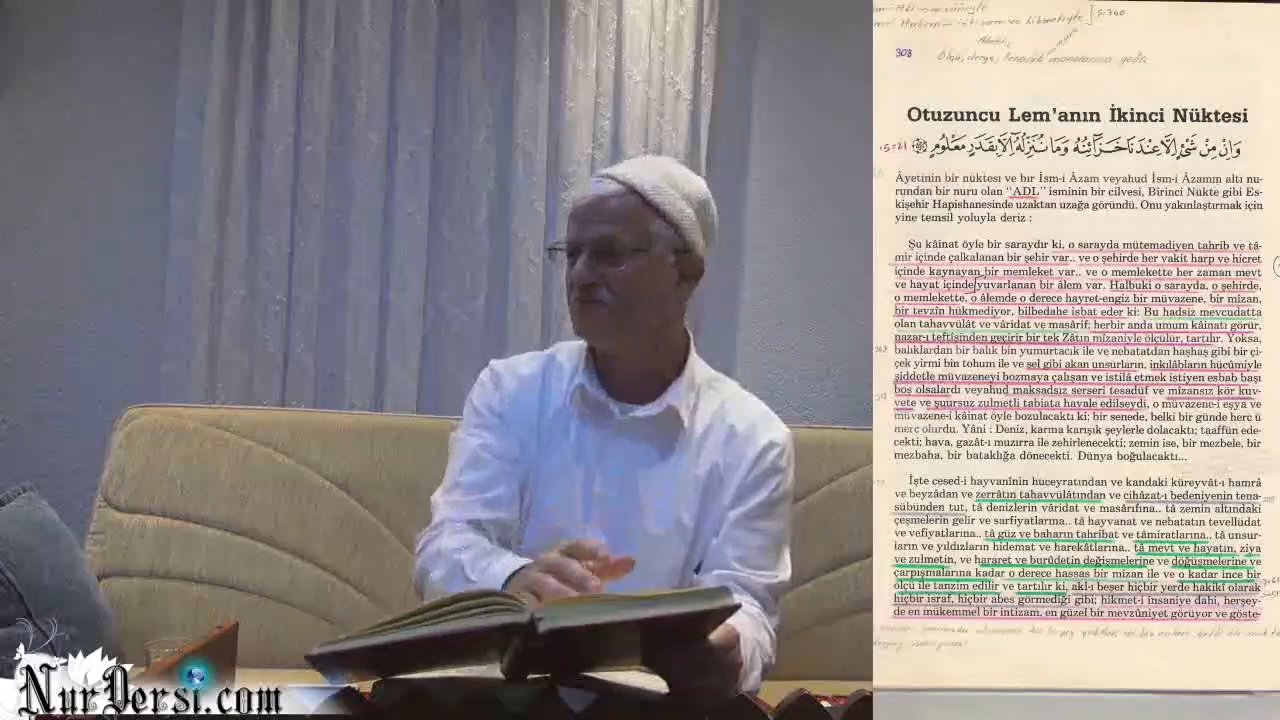 S: 340
308
Otuzuncu Lem'anın İkinci Nüktesi
وَاِنْ مِنْ شَىْءٍ اِلَّا عِنْدَنَا خَزَٓائِنُهُ وَمَا نُنَزِّلُهُٓ اِلَّا بِقَدَرٍ مَعْلُومٍ
Âyetinin bir nüktesi ve bir İsm-i Âzam veyahud İsm-i Âzamın altı nu-
rundan bir nuru olan "ADL" isminin bir cilvesi, Birinci Nükte gibi Es-
kişehir Hapishanesinde uzaktan uzağa göründü. Onu yakınlaştırmak için
yine temsil yoluyla deriz :
Şu kâinat öyle bir saraydır ki, o sarayda mütemadiyen tahrib ve tâ-
mir içinde çalkalanan bir şehir var.. ve o şehirde her vakit harp ve hicret
içinde kaynayan bir memleket var.. ve o memlekette her zaman mevt
ve hayat içinde yuvarlanan bir âlem var. Halbuki o sarayda, o şehirde,
o memlekette, o âlemde o derece hayret-engiz bir müvazene, bir mizan,
bir tevzin hükmediyor, bilbedahe isbat eder ki: Bu hadsiz mevcudatta
olan tahavvülât ve vâridat ve masârif; herbir anda umum kâinatı görür,
nazar-ı teftişinden geçirir bir tek Zâtın mizaniyle ölçülür, tartılır. Yoksa,
balıklardan bir balık bin yumurtacık ile ve nebatatdan haşhaş gibi bir çi-
çek yirmi bin tohum ile ve sel gibi akan unsurların, inkılâbların hücûmiyle
şiddetle müvazeneyi bozmaya çalışan ve istilâ etmek istiyen esbab başı
boş olsalardı veyahud maksadsız serseri tesadüf ve mizansız kör kuv-
vete ve şuursuz zulmetli tabiata havale edilseydi, o müvazene-i eşya ve
müvazene-i kâinat öyle bozulacaktı ki; bir senede, belki bir günde herc ü
merc olurdu. Yâni : Deniz, karma karışık şeylerle dolacaktı; taaffün ede-
cekti; hava, gazât-ı muzırra ile zehirlenecekti; zemin ise, bir mezbele, bir
mezbaha, bir bataklığa dönecekti. Dünya boğulacaktı...
İşte cesed-i hayvanînin huceyratından ve kandaki küreyvât-ı hamrâ
ve beyzâdan ve zerrâtın tahavvülâtından ve cihâzat-ı bedeniyenin tena-
sübünden tut, tâ denizlerin vâridat ve masârıfına.. tâ zemin altındaki
çeşmelerin gelir ve sarfiyatlarına.. tâ hayvanat ve nebatatın tevelludat
ve vefiyatlarına.. tâ güz ve baharın tahribat ve tâmiratlarına.. tâ unsur-
ların ve yıldızların hidemat ve harekâtlarına.. tâ mevt ve hayatın, ziya
ve zulmetin, ve hararet ve burûdetin değişmelerine ve döğüşmelerine ve
çarpışmalarına kadar o derece hassas bir mizan ile ve o kadar ince bir
ölçü ile tanzim edilir ve tartılır ki, akl-ı beşer hiçbir yerde hakikî olarak
hiçbir israf, hiçbir abes görmediği gibi; hikmet-i insaniye dahi, herşey-
de en mükemmel bir intizam, en güzel bir mevzûniyet görüyor ve göste-
NurDersi.com